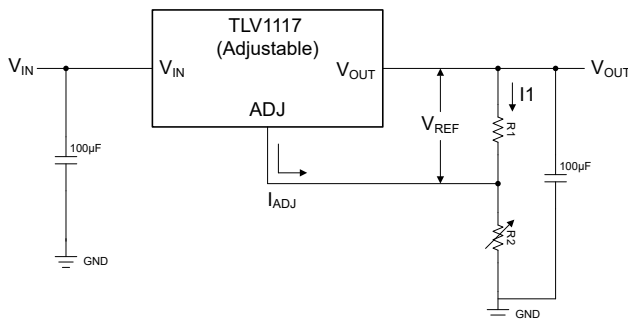 TLV1117
(Adjustable)
VIN
VIN
VOUT
VOUT
ADJ
I1
VREF
R1
100µF
100µF
IADJ
R2
GND
GND